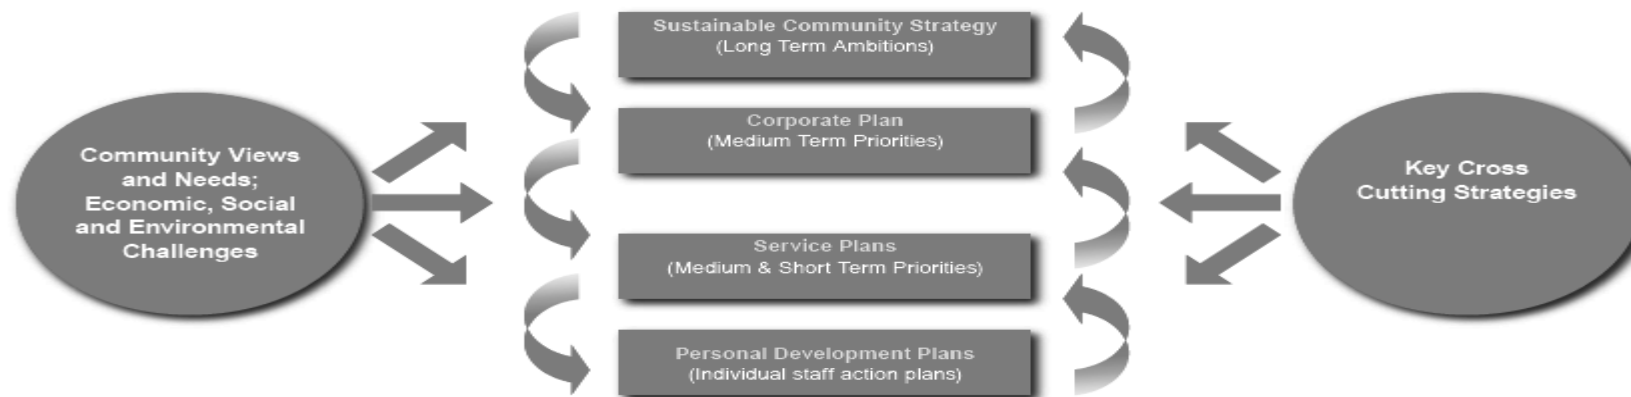 Sustainable Community Strategy
(Long Term Ambitions)
Corporate Plan
(Medium Term Priorities)
Community Views
and Needs;
Economic, Social
and Environmental
Challenges
Key Cross
Cutting Strategies
Service Plans
(Medium & Short Term Priorities)
Personal Development Plans
(Individual staff action plans)